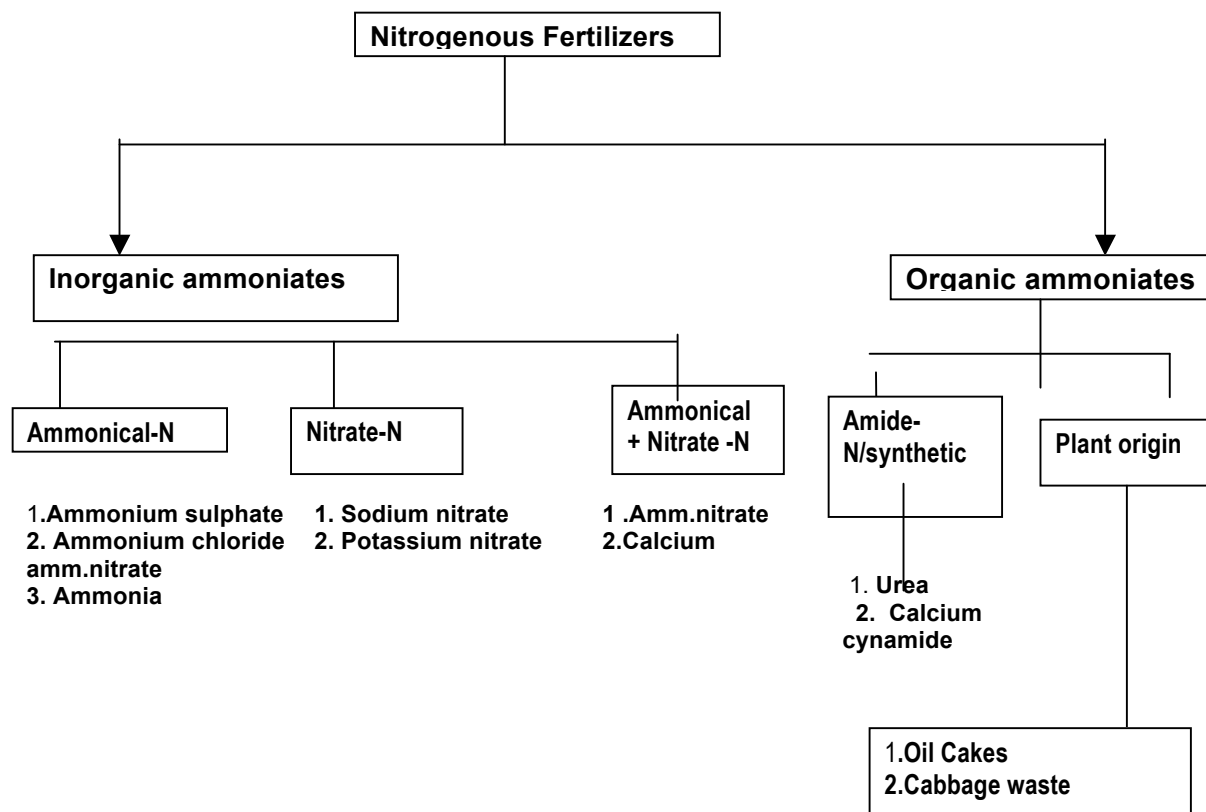 Nitrogenous Fertilizers
Inorganic ammoniates
Organic ammoniates
Ammonical-N
Nitrate-N
Ammonical
+ Nitrate -N
Amide-
N/synthetic
Plant origin
1.Ammonium sulphate
2. Ammonium chloride
amm.nitrate
3. Ammonia
1. Sodium nitrate
2. Potassium nitrate
1 .Amm.nitrate
2.Calcium
1. Urea
2. Calcium
cynamide
1.Oil Cakes
2.Cabbage waste